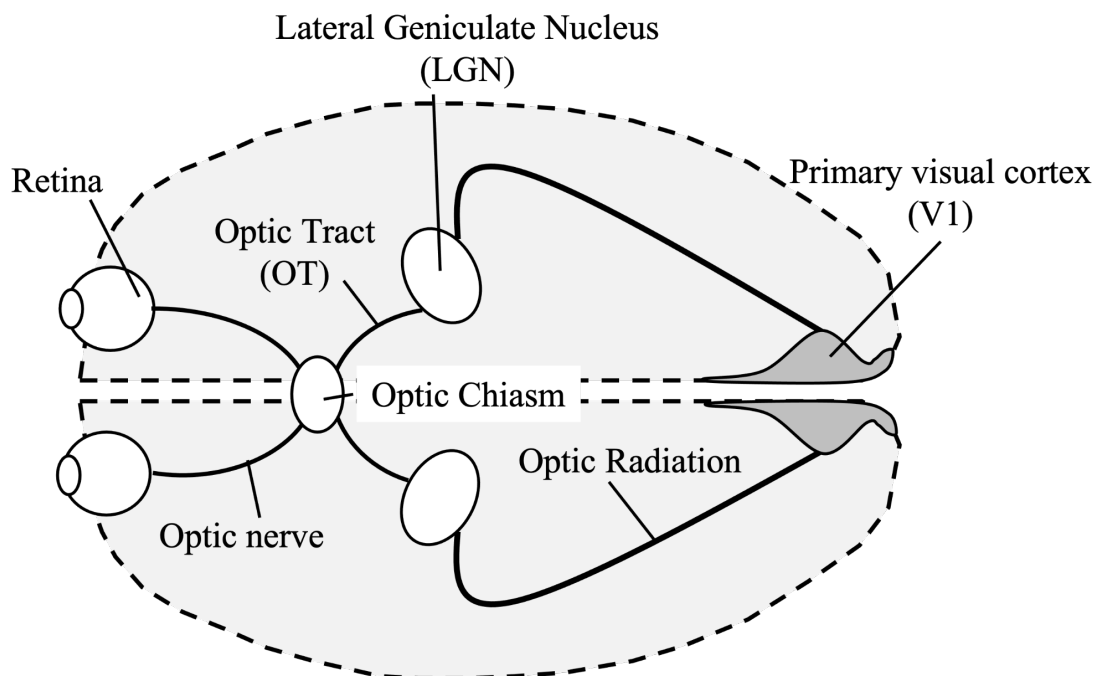 Lateral Geniculate Nucleus
(LGN)
Retina
Primary visual cortex
(V1)
Optic Tract
(OT)
Optic Chiasm
Optic Radiation
Optic nerve